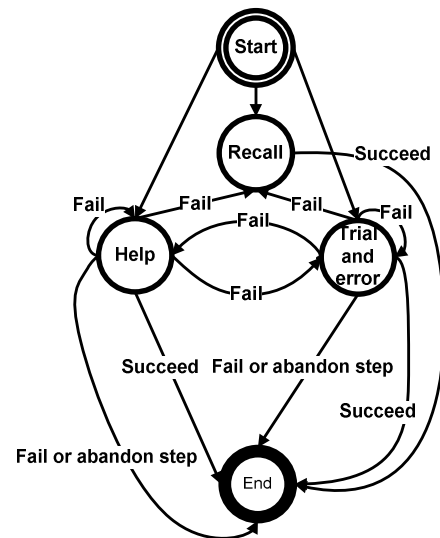 Start
Recall
Succeed
Fail
Fail
Fail
Fail
Fail
Trial
and
error
Help
Fail
Succeed
Fail or abandon step
Succeed
Fail or abandon step
End